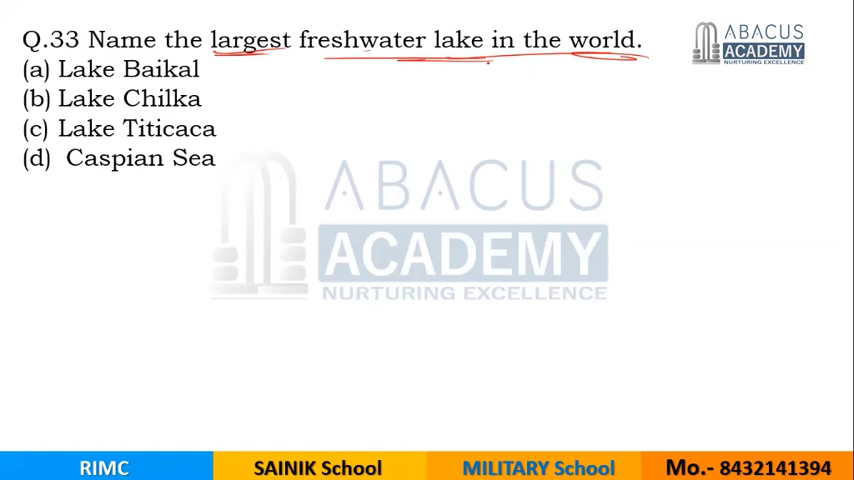 Q.33 Name the largest freshwater lake in the world.
(a) Lake Baikal
(b) Lake Chilka
(c) Lake Titicaca
(d) Caspian Sea
ABACUS
ACADEMY
NURTURING EXCELLENCE
ABACUS
ACADEMY
NURTURING EXCELLENCE
RIMC SAINIK School MILITARY School Mo.- 8432141394